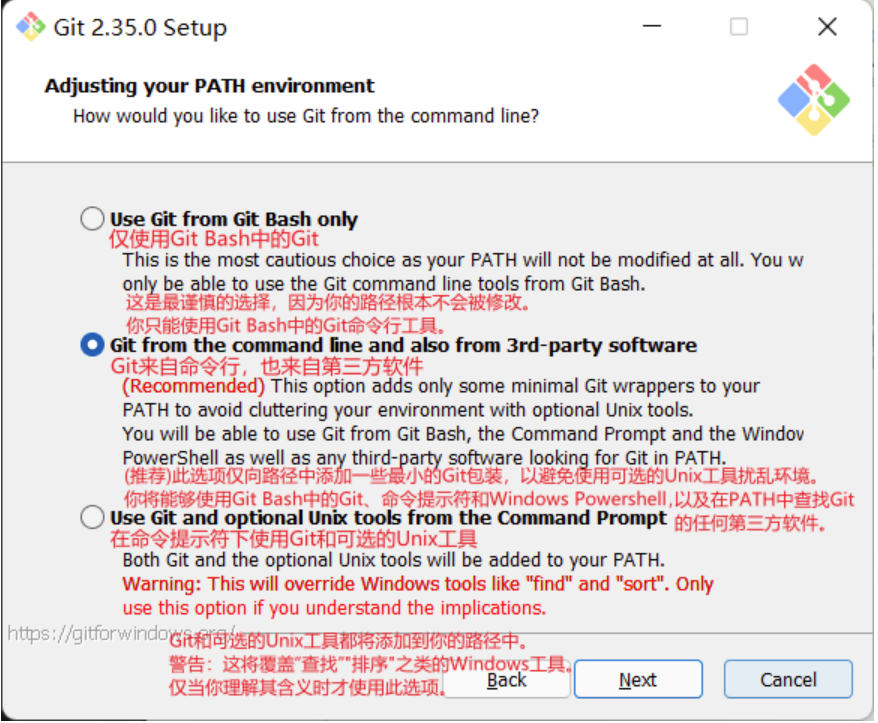 Git 2.35.0 Setup
Adjusting your PATH environment
How would you like to use Git from the command line?
Use Git from Git Bash only
仅使用Git Bash中的Git
This is the most cautious choice as your PATH will not be modified at all. You w
only be able to use the Git command line tools from Git Bash.
这是最谨慎的选择，因为你的路径根本不会被修改。
你只能使用Git Bash中的Git命令行工具。
Git from the command line and also from 3rd-party software
Git来自命令行，也来自第三方软件
(Recommended) This option adds only some minimal Git wrappers to your
PATH to avoid cluttering your environment with optional Unix tools.
You will be able to use Git from Git Bash, the Command Prompt and the Window
PowerShell as well as any third-party software looking for Git in PATH.
(推荐)此选项仅向路径中添加一些最小的Git包装，以避免使用可选的Unix工具扰乱环境。
你将能够使用Git Bash中的Git、命令提示符和Windows Powershell,以及在PATH中查找Git
的任何第三方软件。
Use Git and optional Unix tools from the Command Prompt
在命令提示符下使用Git和可选的Unix工具
Both Git and the optional Unix tools will be added to your PATH.
Warning: This will override Windows tools like "find" and "sort". Only
use this option if you understand the implications.
https://gitforwindows.org/
Git和可选的Unix工具都将添加到你的路径中。
警告：这将覆盖“查找”"排序"之类的Windows工具。
仅当你理解其含义时才使用此选项。
Back
Next
Cancel